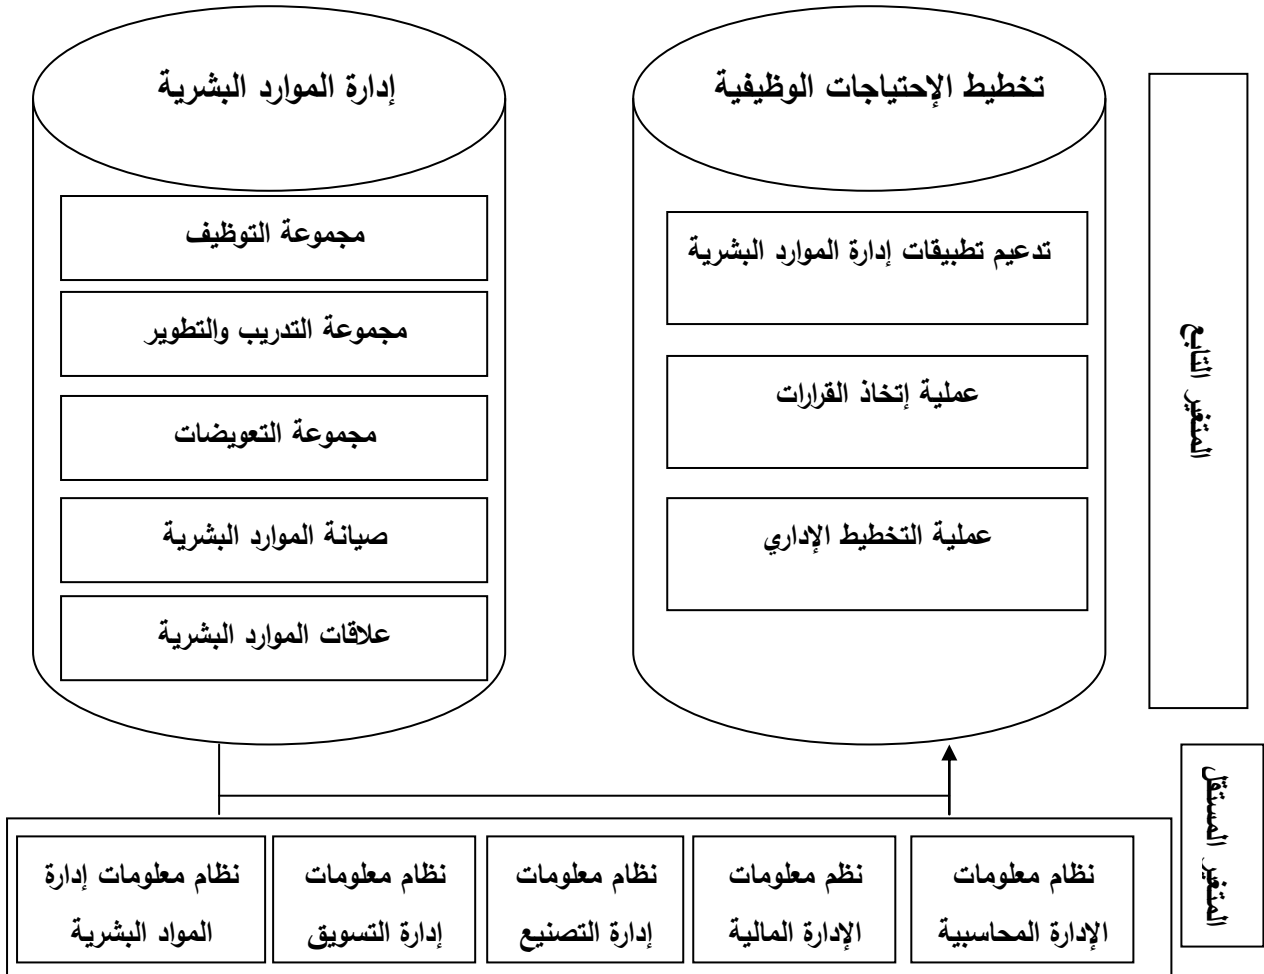 تخطيط الإحتياجات الوظيفية
تدعيم تطبيقات إدارة الموارد البشرية
عملية إتخاذ القرارات
عملية التخطيط الإداري
إدارة الموارد البشرية
مجموعة التوظيف
مجموعة التدريب والتطوير
مجموعة التعويضات
صيانة الموارد البشرية
علاقات الموارد البشرية
المتغير التابع
المتغير المستقل
نظام معلومات
الإدارة المحاسبية
نظم معلومات
الإدارة المالية
نظام معلومات
إدارة التصنيع
نظام معلومات
إدارة التسويق
نظام معلومات إدارة
المواد البشرية